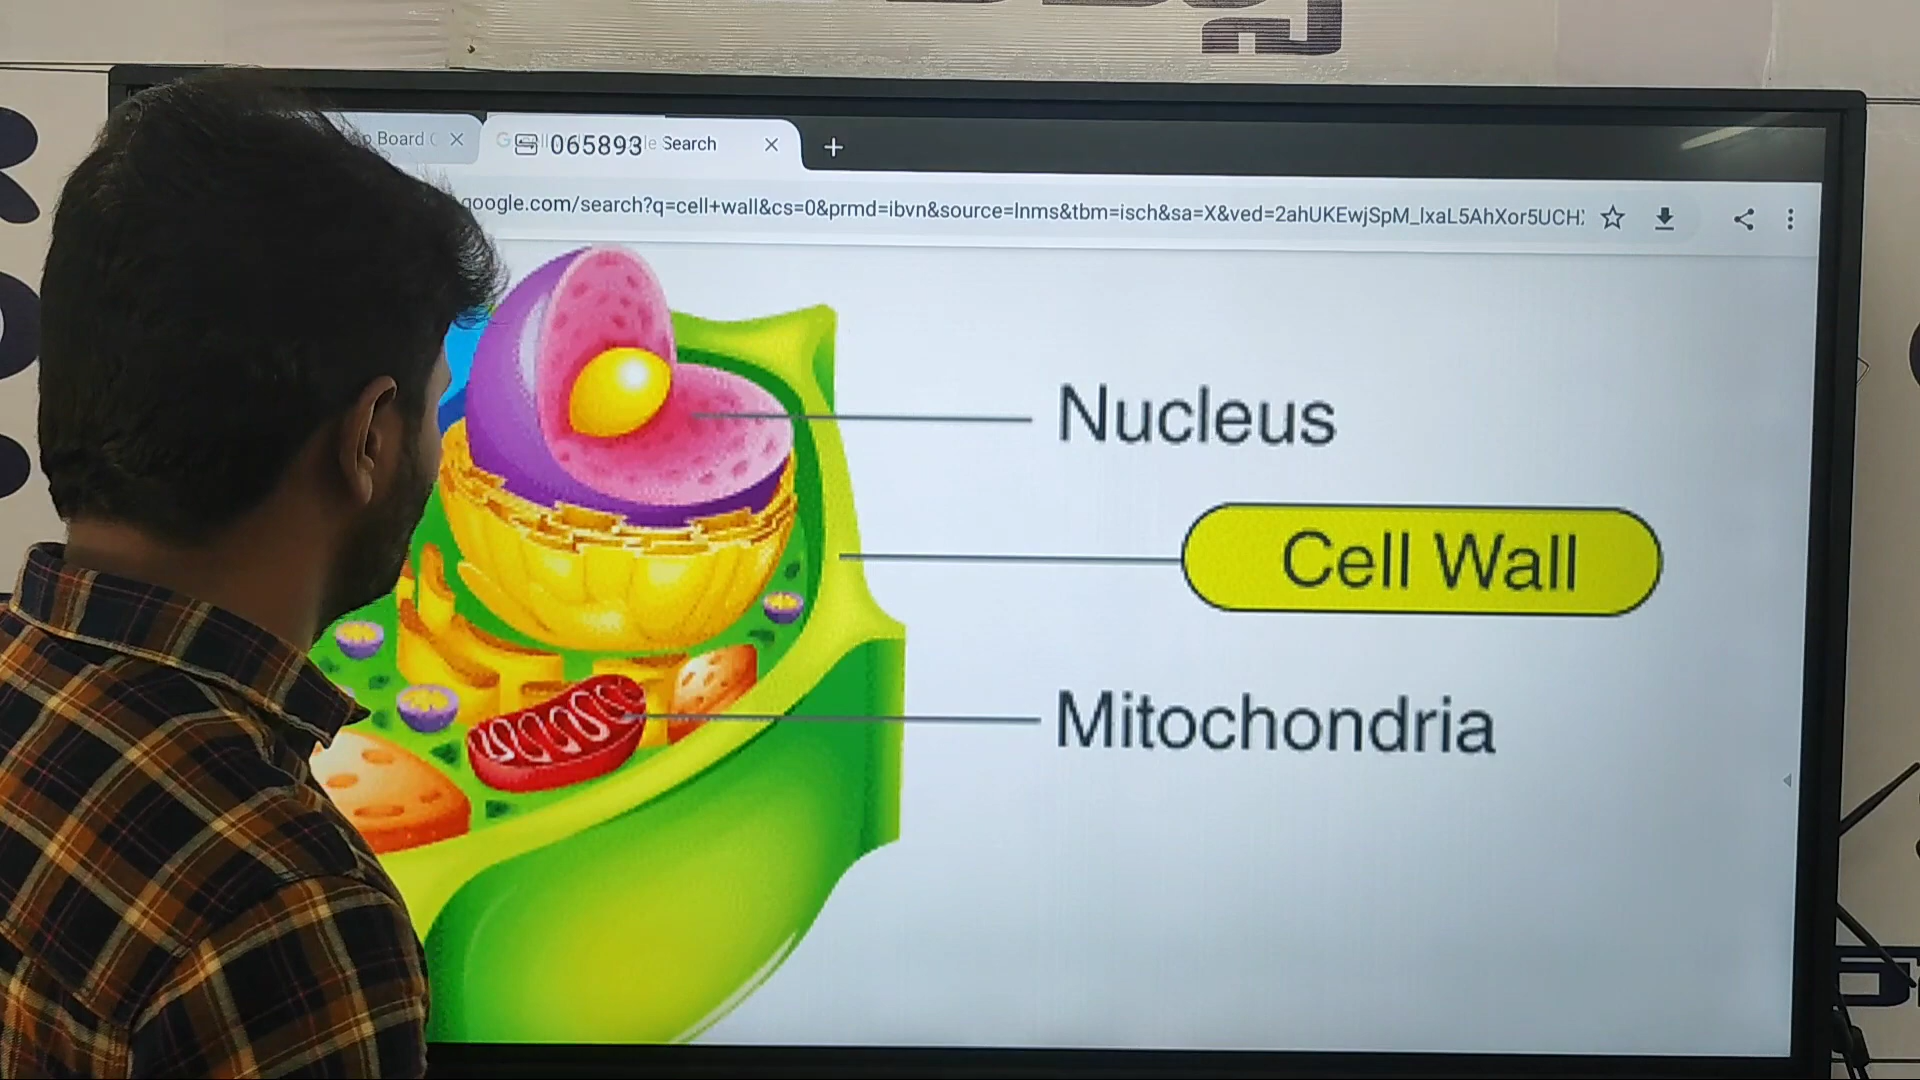 Board
065893 Search
google.com/search?q=cell+wall&cs=0&prmd=ibvn&source=lnms&tbm=isch&sa=X&ved=2ahUKEwjSpM_lxaL5AhXor5UCH
Nucleus
Cell Wall
Mitochondria